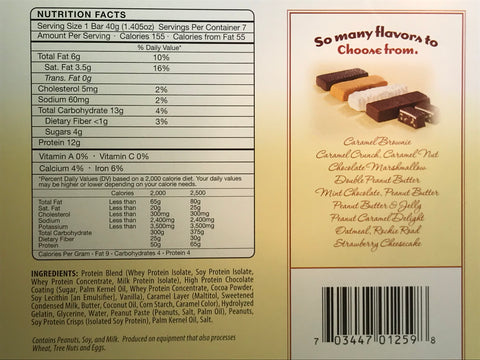 NUTRITION FACTS
Serving Size 1 Bar 40g (1.405oz) Servings Per Container 7
Amount Per Serving · Calories 155 · Calories from Fat 55
% Daily Value*
Total Fat 6g 10%
Sat. Fat 3.5g 16%
Trans. Fat 0g
Cholesterol 5mg 2%
Sodium 60mg 2%
Total Carbohydrate 13g 4%
Dietary Fiber <1g 3%
Sugars 4g
Protein 12g
Vitamin A 0% · Vitamin C 0%
Calcium 4% · Iron 6%
*Percent Daily Values (DV) based on a 2,000 calorie diet. Your daily values
may be higher or lower depending on your calorie needs.
Calories 2,000 2,500
Total Fat Less than 65g 80g
Sat. Fat Less than 20g 25g
Cholesterol Less than 300mg 300mg
Sodium Less than 2,400mg 2,400mg
Potassium Less than 3,500mg 3,500mg
Total Carbohydrate 300g 375g
Dietary Fiber 25g 30g
Protein 50g 65g
Calories Per Gram · Fat 9 · Carbohydrates 4 · Protein 4
INGREDIENTS: Protein Blend (Whey Protein Isolate, Soy Protein Isolate,
Whey Protein Concentrate, Milk Protein Isolate), High Protein Chocolate
Coating (Sugar, Palm Kernel Oil, Whey Protein Concentrate, Cocoa Powder,
Soy Lecithin [an Emulsifier], Vanilla), Caramel Layer (Maltitol, Sweetened
Condensed Milk, Butter, Coconut Oil, Corn Starch, Caramel Color), Hydrolyzed
Gelatin, Glycerine, Water, Peanut Paste (Peanuts, Salt, Palm Oil), Peanuts,
Soy Protein Crisps (Isolated Soy Protein), Palm Kernel Oil, Salt.
Contains Peanuts, Soy, and Milk. Produced on equipment that also processes
Wheat, Tree Nuts and Eggs.
So many flavors to
Choose from.
Caramel Brownie
Caramel Crunch, Caramel Nut
Chocolate Marshmallow
Double Peanut Butter
Mint Chocolate, Peanut Butter
Peanut Butter & Jelly
Peanut Caramel Delight
Oatmeal, Rockie Road
Strawberry Cheesecake
7 03447 01259 8